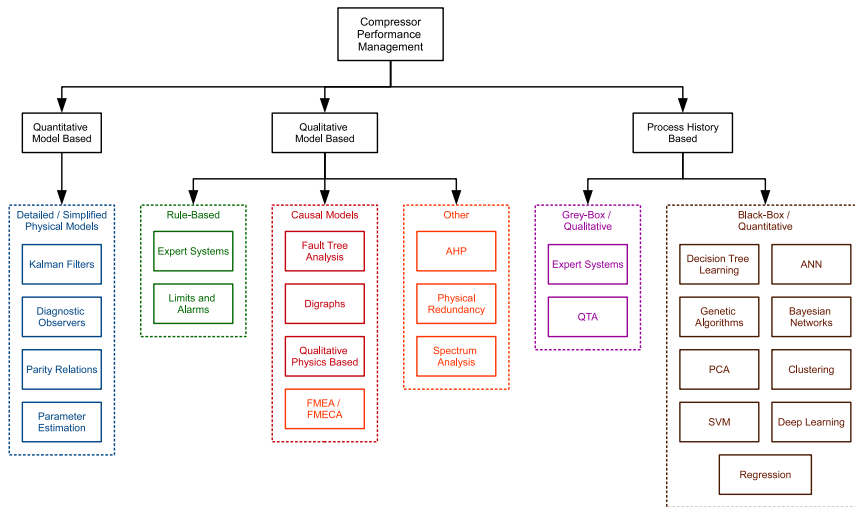 Compressor
Performance
Management
Quantitative
Model Based
Qualitative
Model Based
Process History
Based
Detailed / Simplified
Physical Models
Kalman Filters
Diagnostic
Observers
Parity Relations
Parameter
Estimation
Rule-Based
Expert Systems
Limits and
Alarms
Causal Models
Fault Tree
Analysis
Digraphs
Qualitative
Physics Based
FMEA /
FMECA
Other
AHP
Physical
Redundancy
Spectrum
Analysis
Grey-Box /
Qualitative
Expert Systems
QTA
Black-Box /
Quantitative
Decision Tree
Learning
ANN
Genetic
Algorithms
Bayesian
Networks
PCA
Clustering
SVM
Deep Learning
Regression